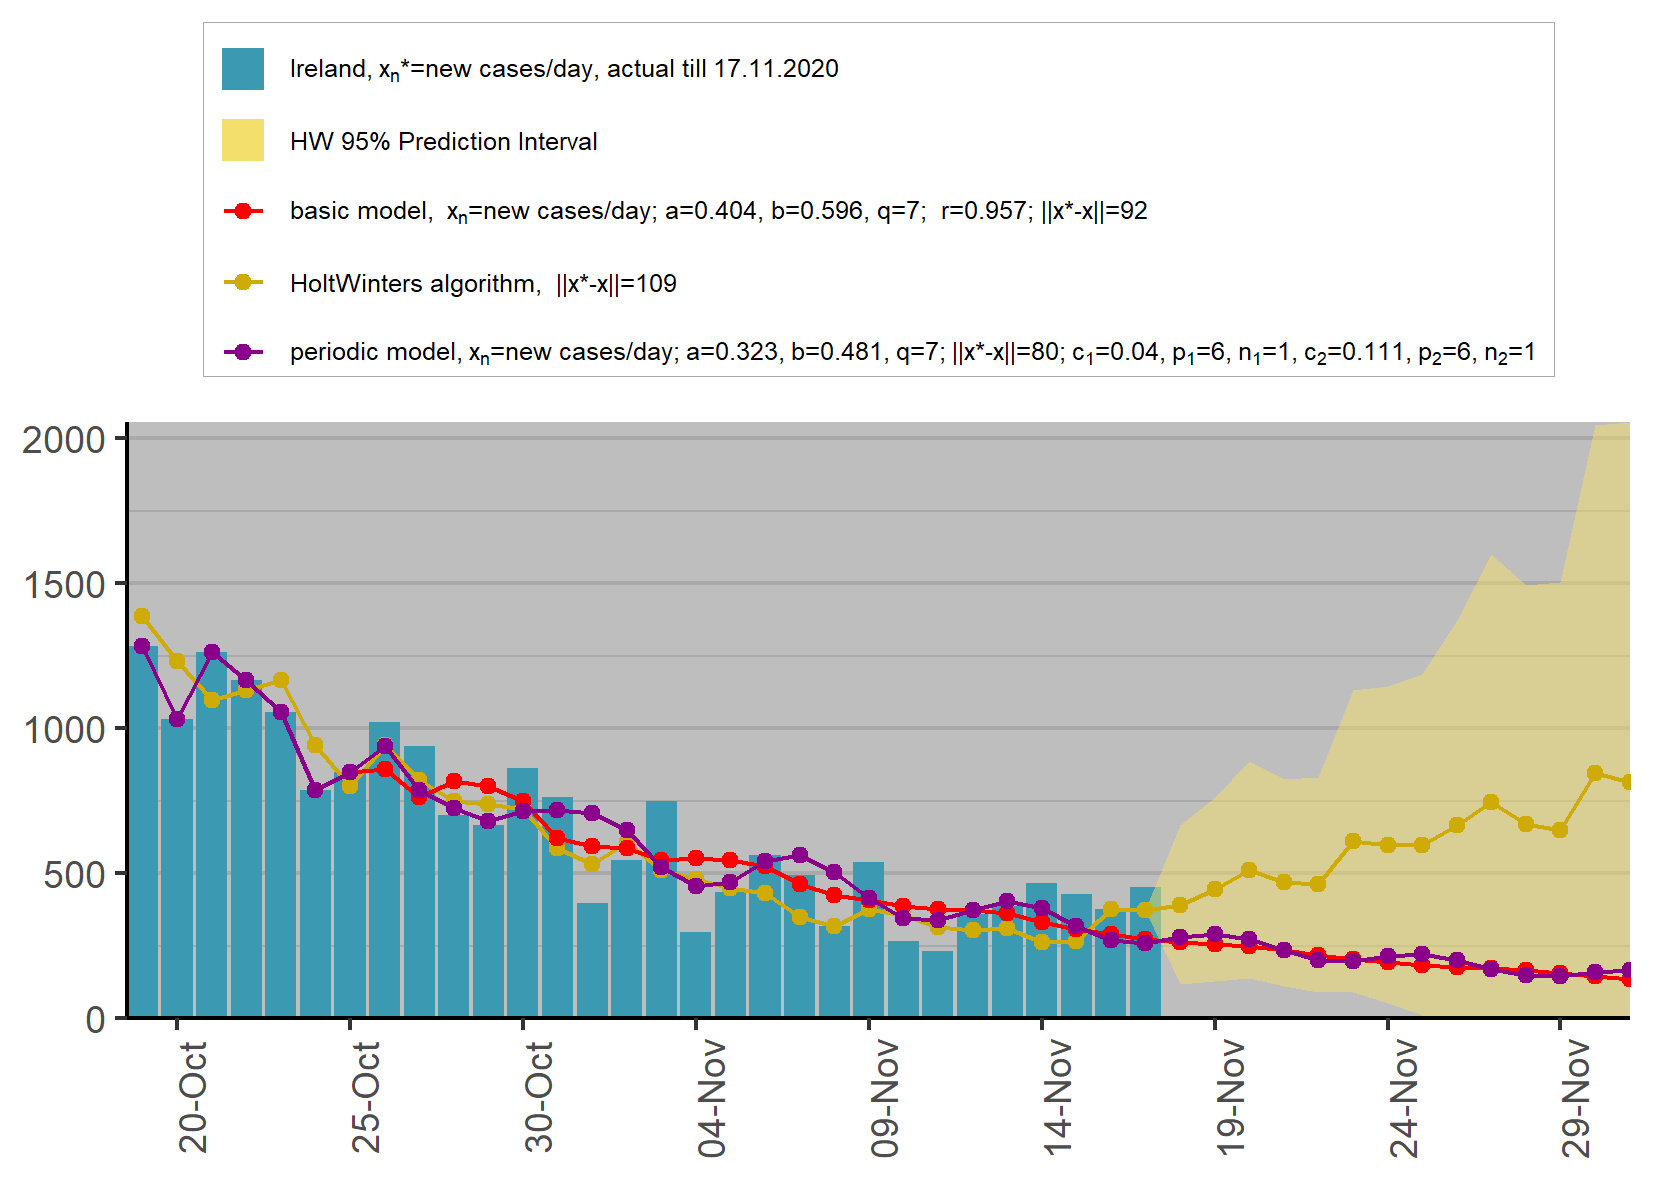 Ireland, xn*=new cases/day, actual till 17.11.2020
HW 95% Prediction Interval
basic model,  xn=new cases/day; a=0.404, b=0.596, q=7;  r=0.957; ||x*-x||=92
HoltWinters algorithm,  ||x*-x||=109
periodic model, xn=new cases/day; a=0.323, b=0.481, q=7; ||x*-x||=80; c1=0.04, p1=6, n1=1, c2=0.111, p2=6, n2=1
2000
1500
1000
500
0
20-Oct
25-Oct
30-Oct
04-Nov
09-Nov
14-Nov
19-Nov
24-Nov
29-Nov